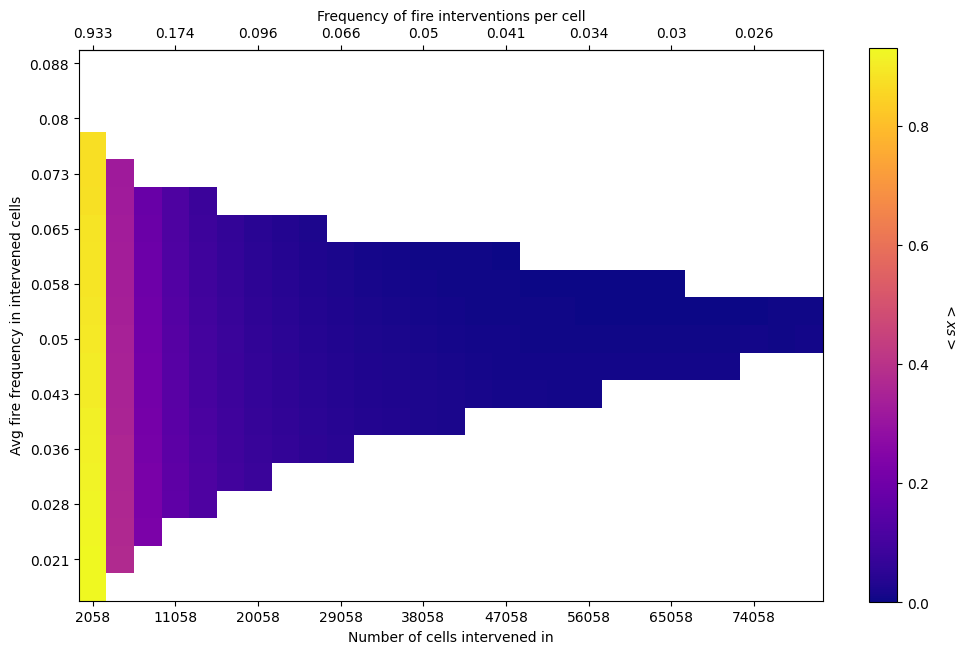 Frequency of fire interventions per cell
0.933 0.174 0.096 0.066 0.05 0.041 0.034 0.03 0.026
Avg fire frequency in intervened cells
0.088
0.08
0.073
0.065
0.058
0.05
0.043
0.036
0.028
0.021
2058 11058 20058 29058 38058 47058 56058 65058 74058
Number of cells intervened in
0.8
0.6
0.4
0.2
0.0
< sx >